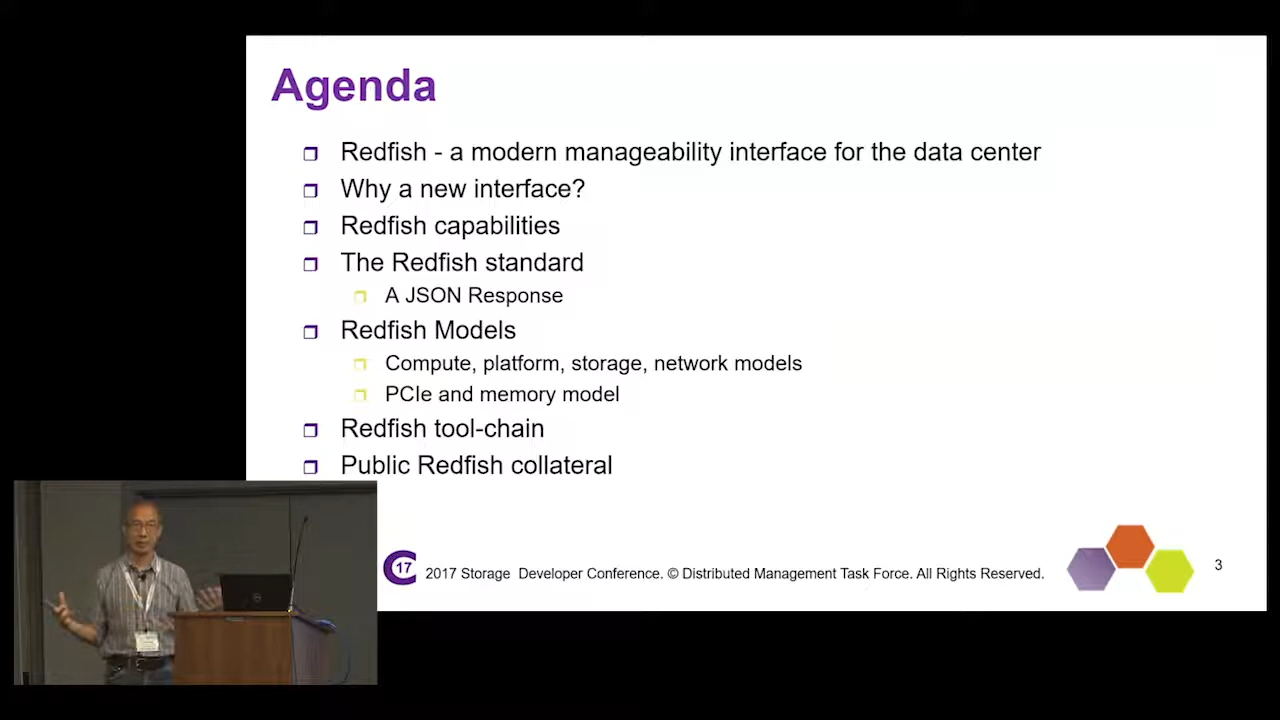 Agenda
Redfish - a modern manageability interface for the data center
Why a new interface?
Redfish capabilities
The Redfish standard
A JSON Response
Redfish Models
Compute, platform, storage, network models
PCIe and memory model
Redfish tool-chain
Public Redfish collateral
17
2017 Storage Developer Conference. © Distributed Management Task Force. All Rights Reserved.
3